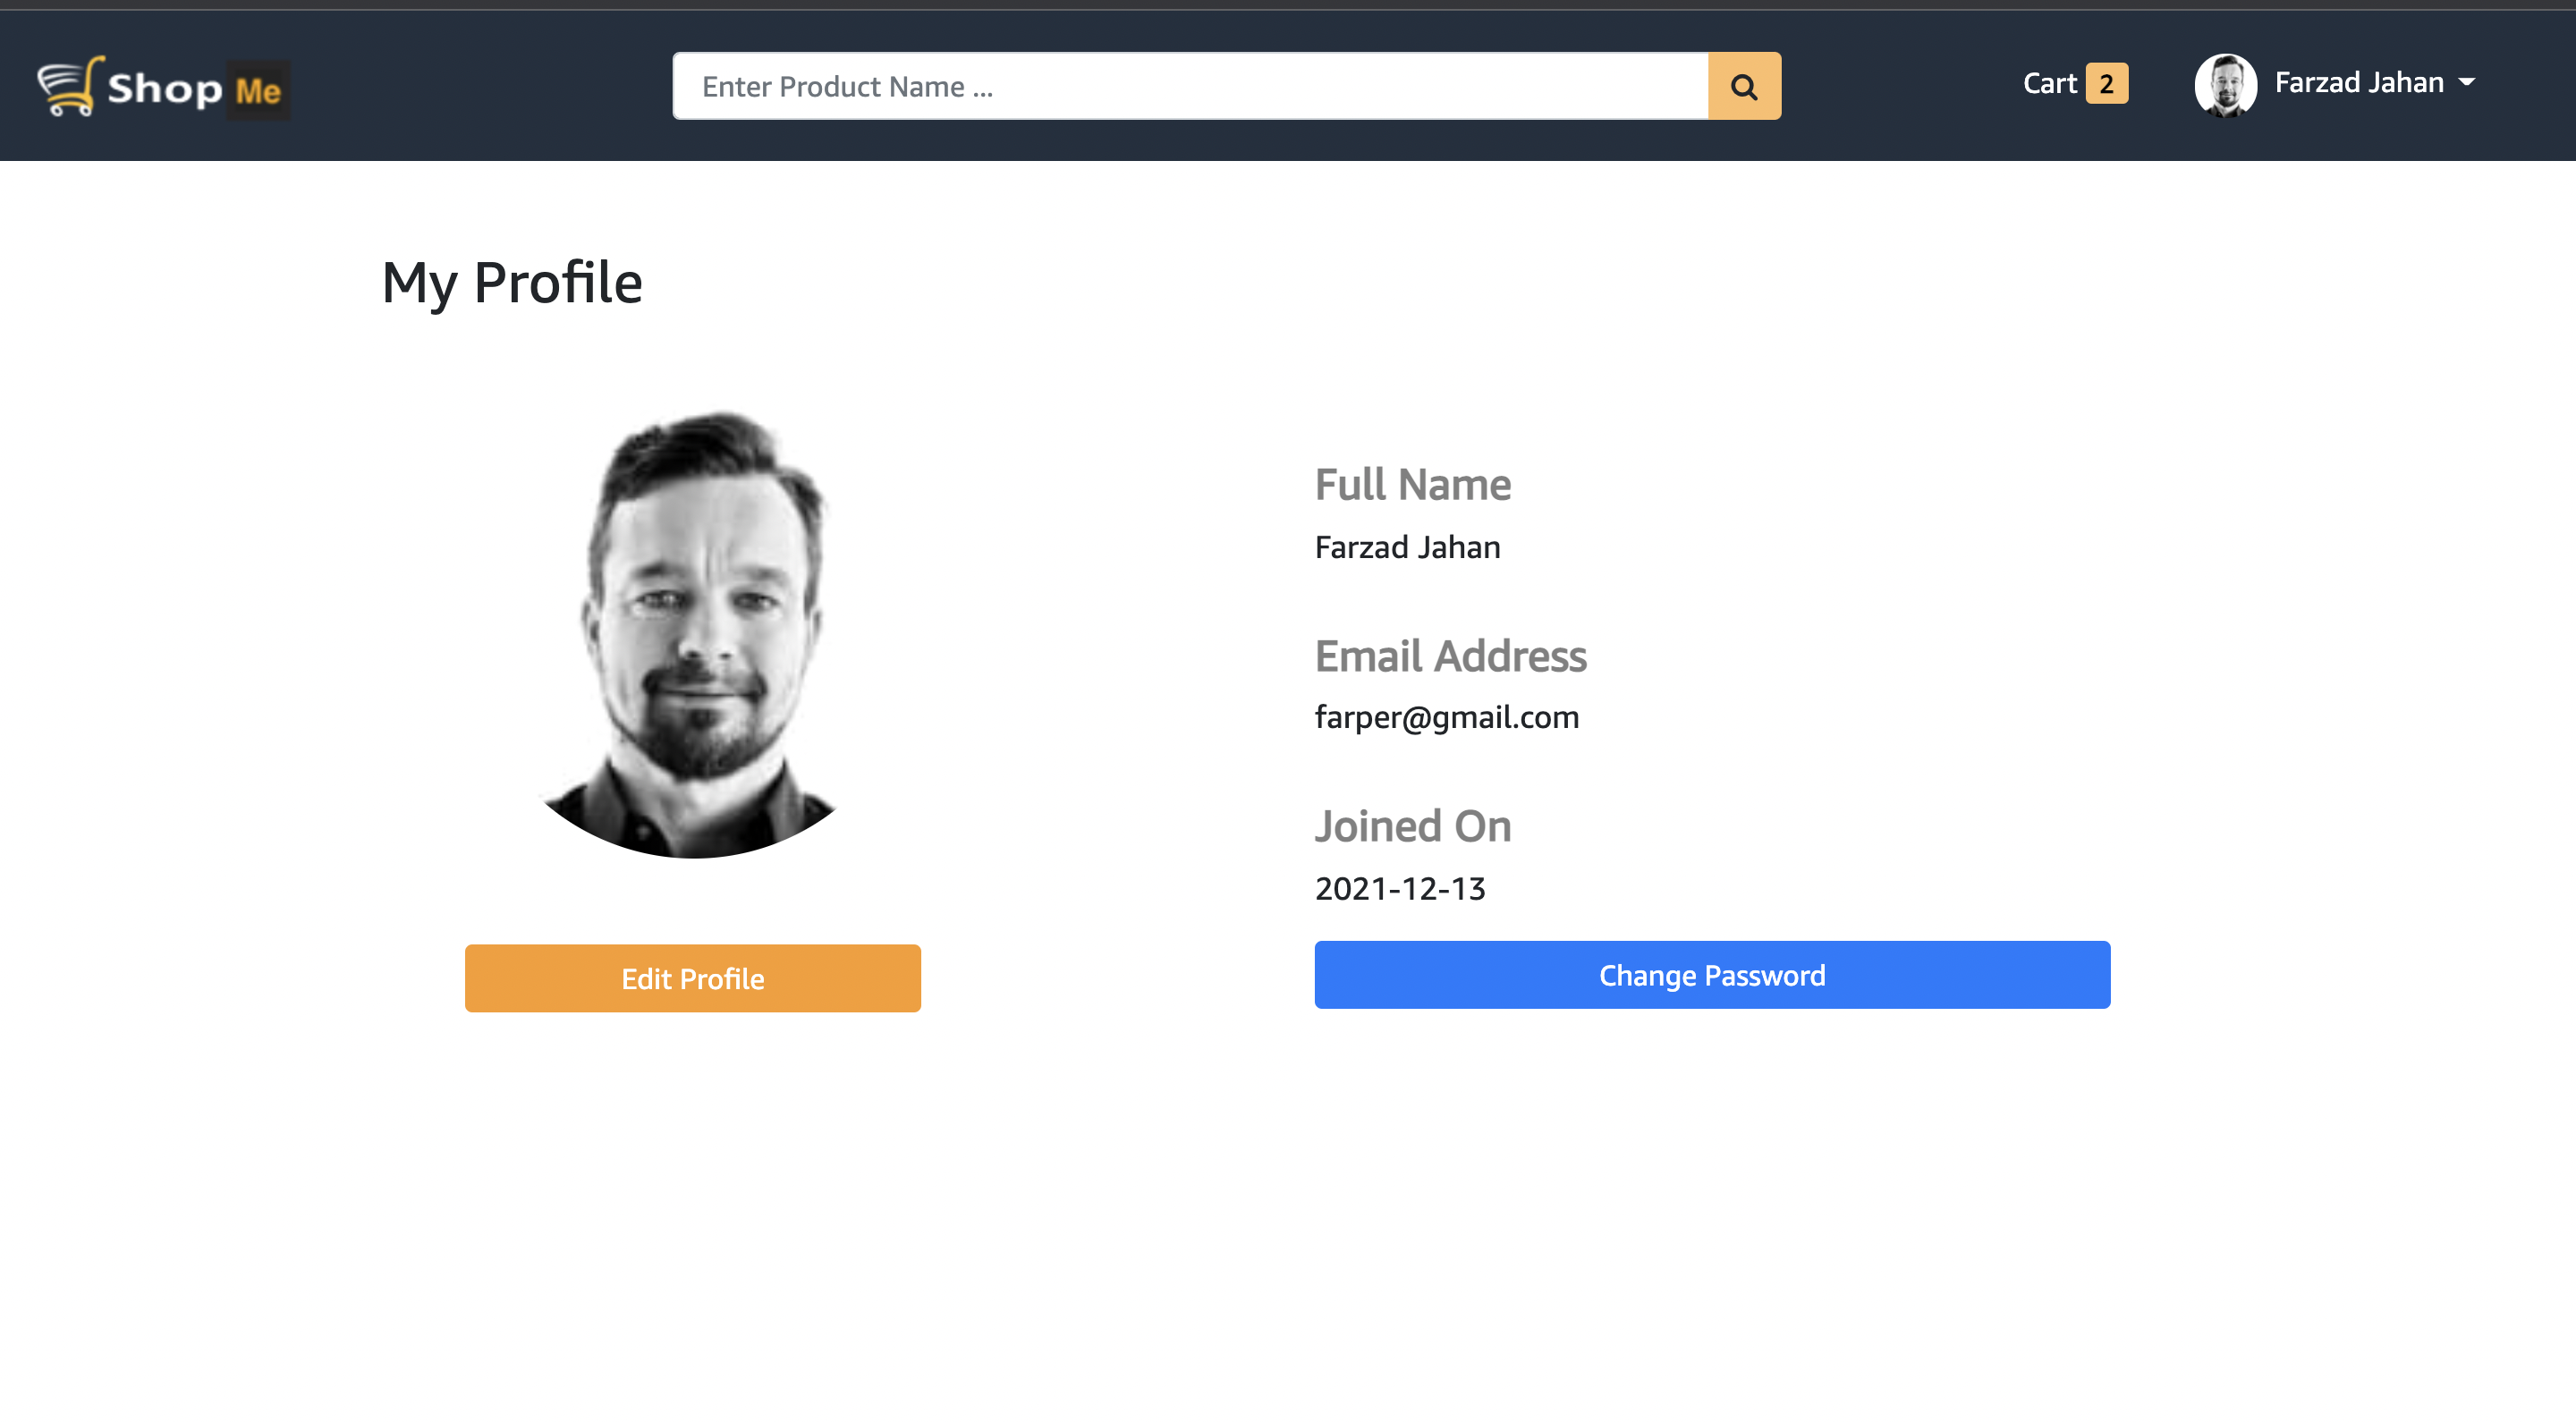 Shop Me
Enter Product Name ...
Cart 2
Farzad Jahan
My Profile
Full Name
Farzad Jahan
Email Address
farper@gmail.com
Joined On
2021-12-13
Edit Profile
Change Password